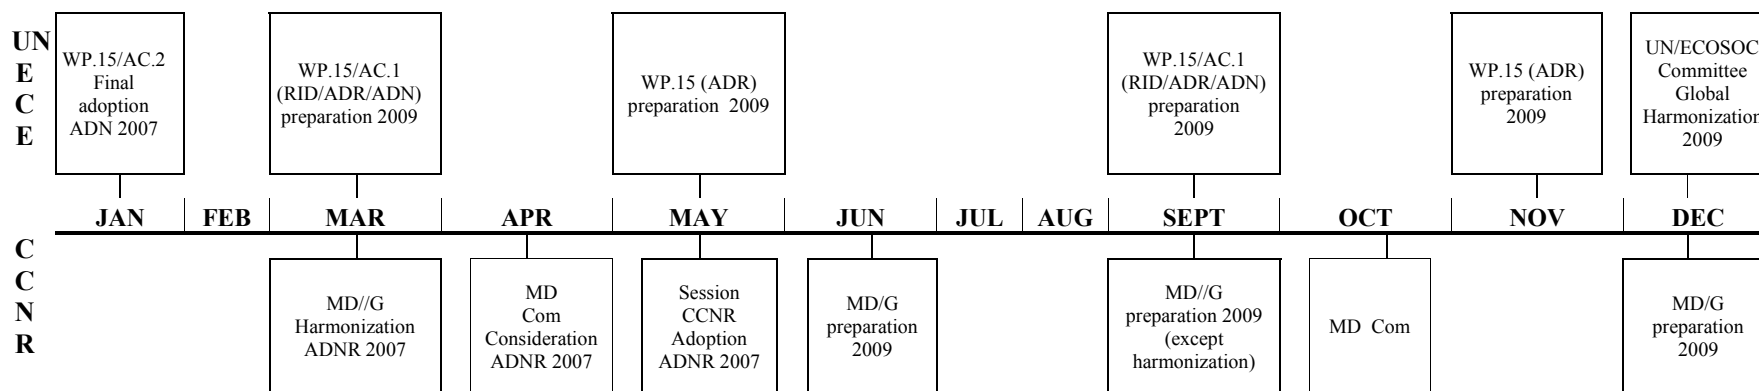 UN
E
C
E
WP.15/AC.2
Final
adoption
ADN 2007
WP.15/AC.1
(RID/ADR/ADN)
preparation 2009
WP.15 (ADR)
preparation 2009
WP.15/AC.1
(RID/ADR/ADN)
preparation
2009
WP.15 (ADR)
preparation
2009
UN/ECOSOC
Committee
Global
Harmonization
2009
JAN FEB MAR APR MAY JUN JUL AUG SEPT OCT NOV DEC
C
C
N
R
MD//G
Harmonization
ADNR 2007
MD
Com
Consideration
ADNR 2007
Session
CCNR
Adoption
ADNR 2007
MD/G
preparation
2009
MD//G
preparation 2009
(except
harmonization)
MD Com
MD/G
preparation
2009